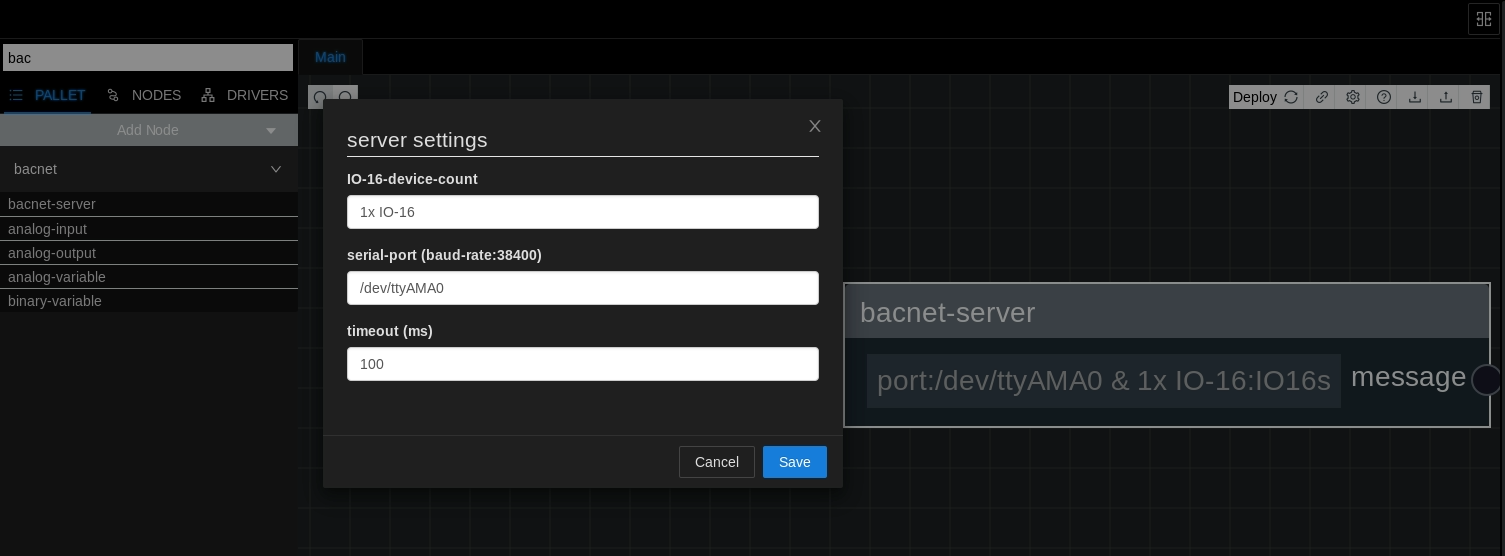 bac
Main
PALLET
NODES
DRIVERS
Deploy
Add Node
bacnet
bacnet-server
analog-input
analog-output
analog-variable
binary-variable
server settings
IO-16-device-count
1x IO-16
serial-port (baud-rate:38400)
/dev/ttyAMA0
timeout (ms)
100
Cancel
Save
bacnet-server
port:/dev/ttyAMA0 & 1x IO-16:IO16s
message